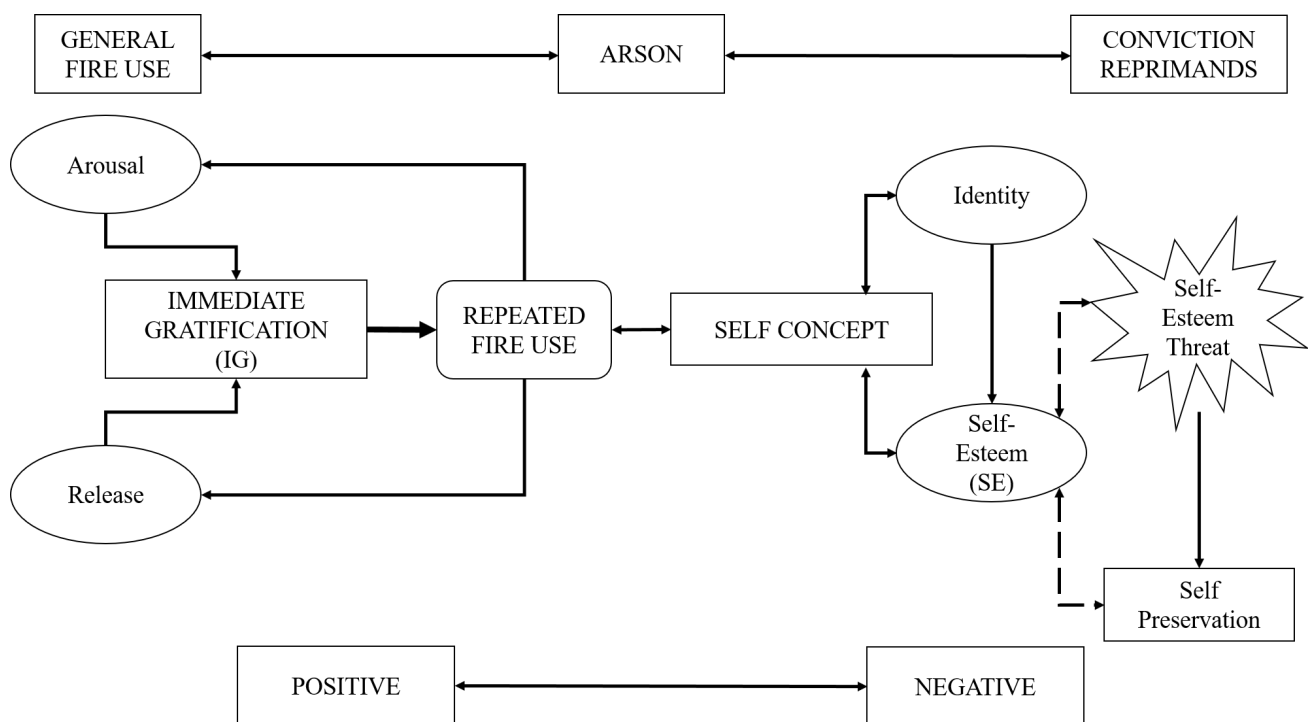 GENERAL
FIRE USE
ARSON
CONVICTION
REPRIMANDS
Arousal
Identity
IMMEDIATE
GRATIFICATION
(IG)
REPEATED
FIRE USE
SELF CONCEPT
Self-
Esteem
Threat
Release
Self-
Esteem
(SE)
Self
Preservation
POSITIVE
NEGATIVE